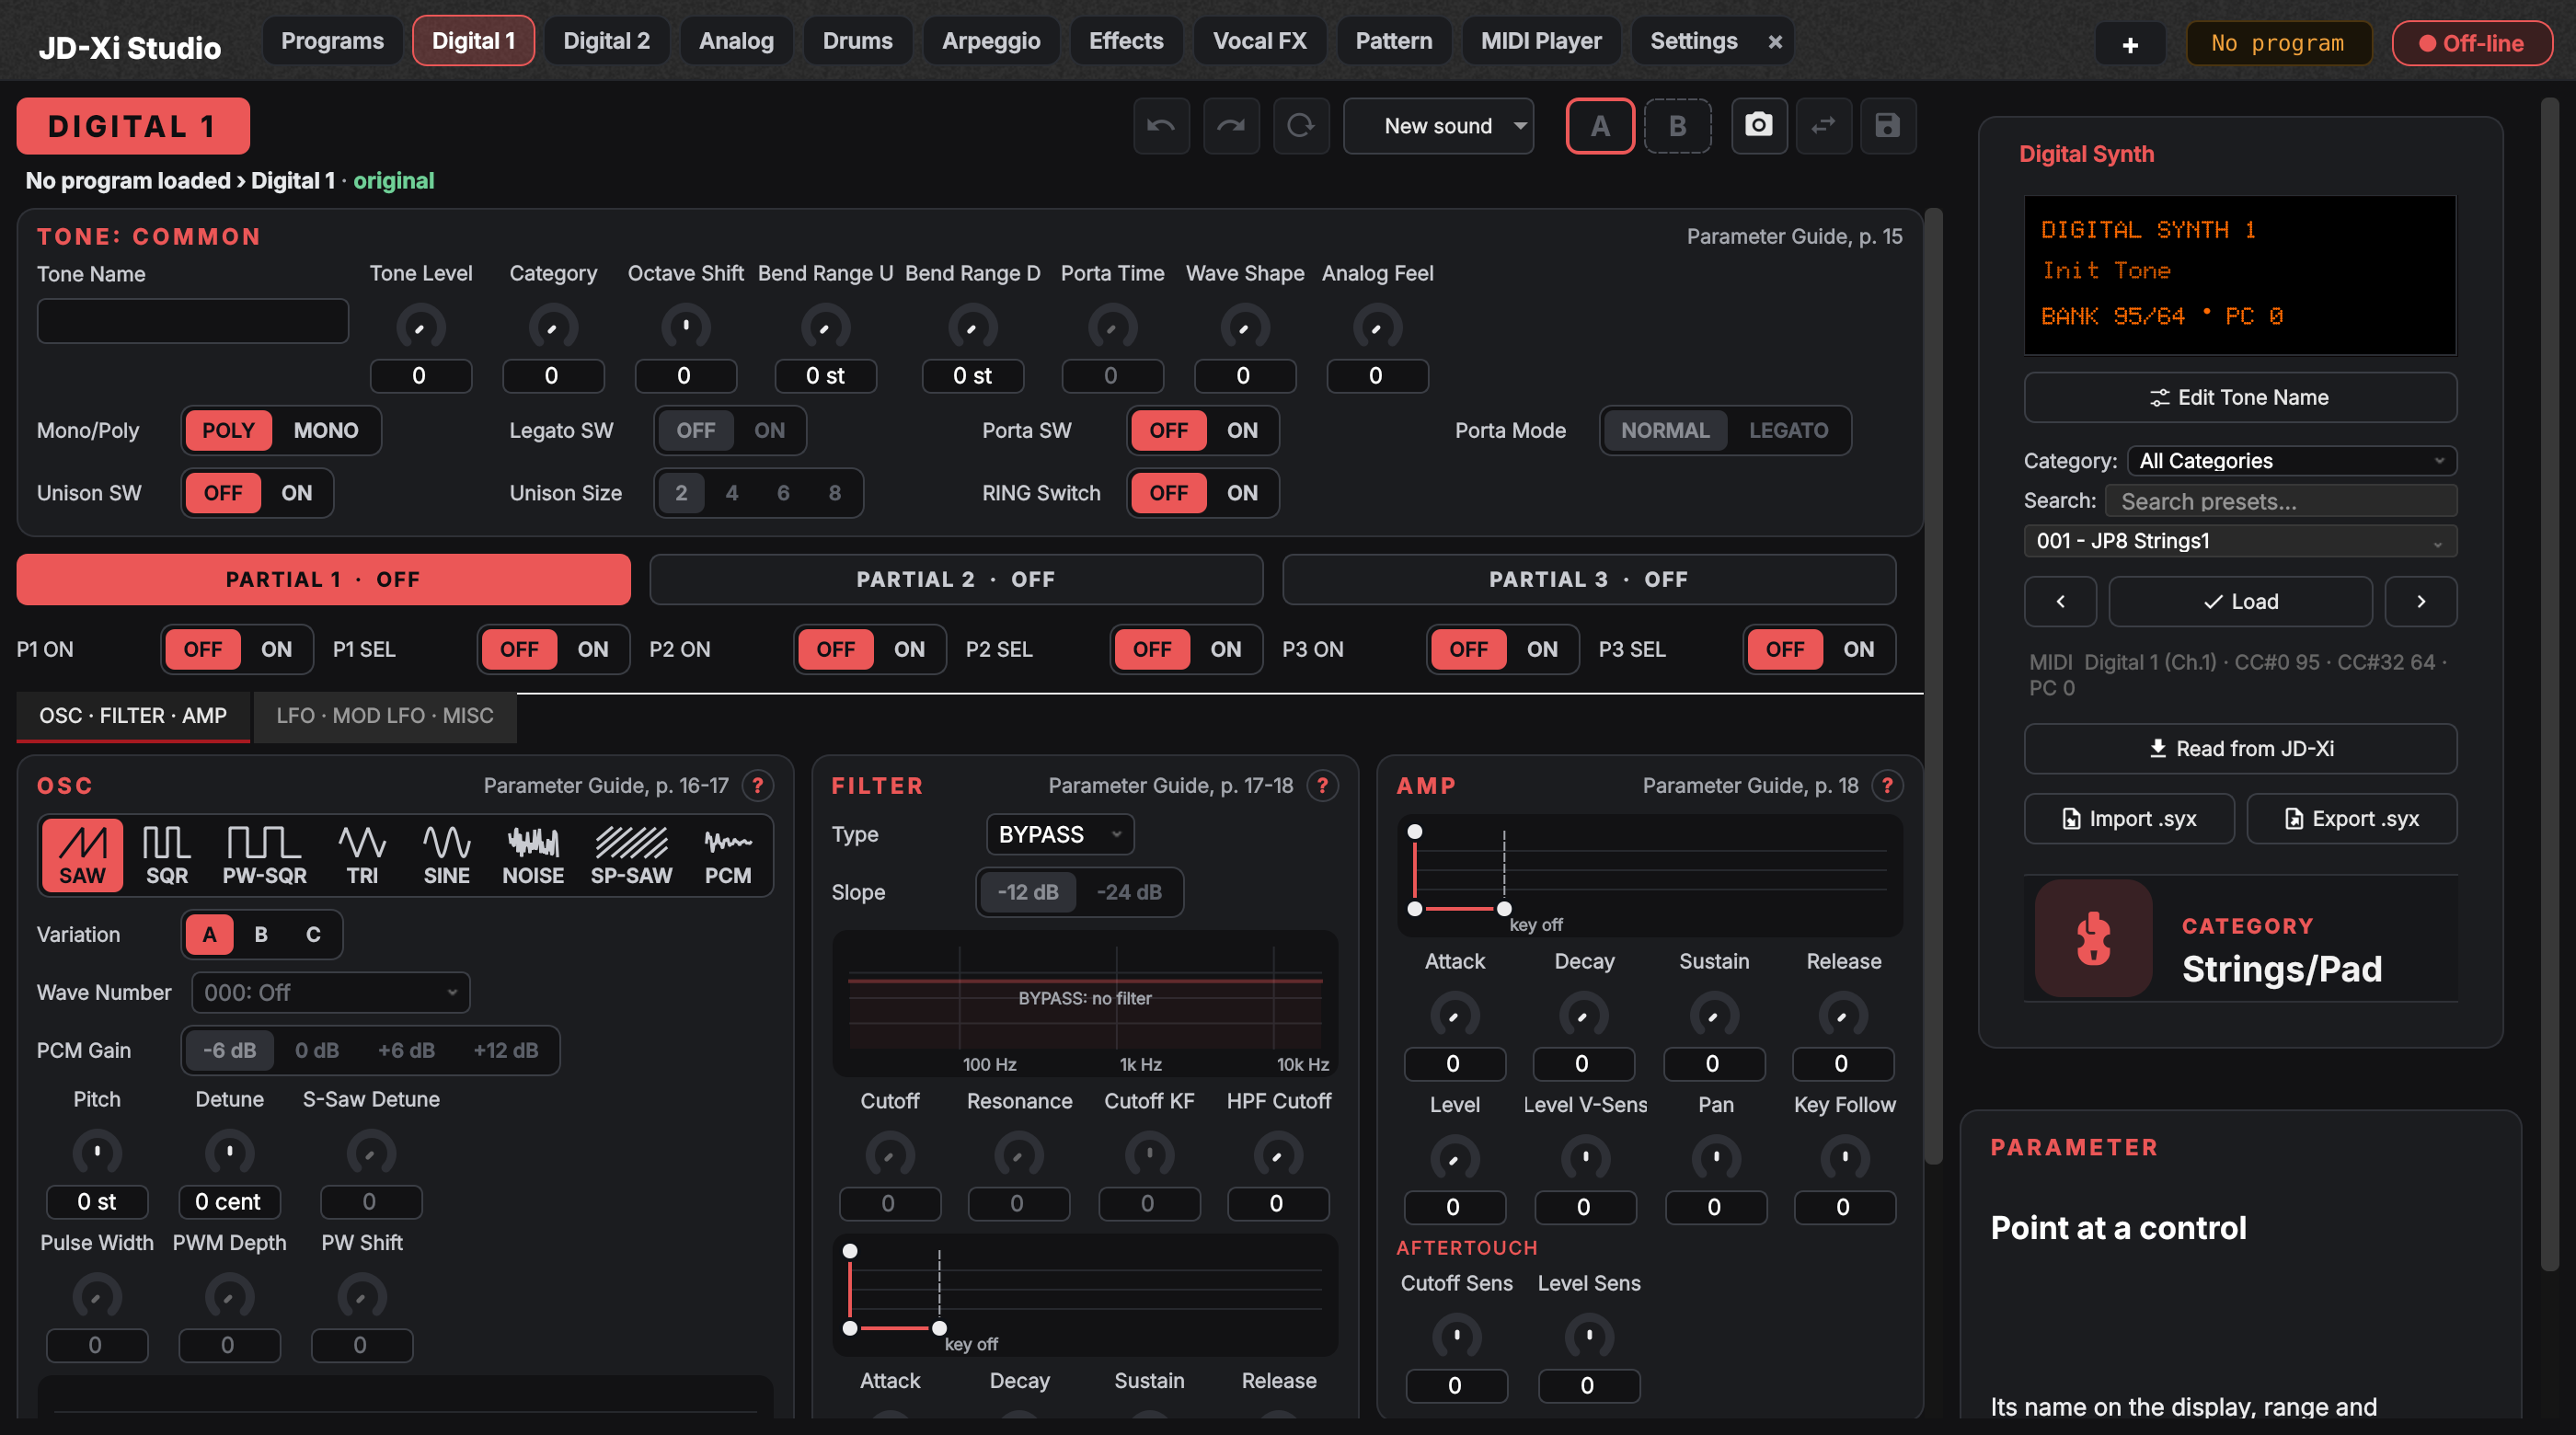 JD-Xi Studio
Programs
Digital 1
Digital 2
Analog
Drums
Arpeggio
Effects
Vocal FX
Pattern
MIDI Player
Settings ×
+
No program
Off-line
DIGITAL 1
New sound
A
B
No program loaded › Digital 1 · original
TONE: COMMON
Parameter Guide, p. 15
Tone Name
Tone Level Category Octave Shift Bend Range U Bend Range D Porta Time Wave Shape Analog Feel
0 0 0 0 st 0 st 0 0 0
Mono/Poly POLY MONO Legato SW OFF ON Porta SW OFF ON Porta Mode NORMAL LEGATO
Unison SW OFF ON Unison Size 2 4 6 8 RING Switch OFF ON
PARTIAL 1 · OFF
PARTIAL 2 · OFF
PARTIAL 3 · OFF
P1 ON OFF ON P1 SEL OFF ON P2 ON OFF ON P2 SEL OFF ON P3 ON OFF ON P3 SEL OFF ON
OSC · FILTER · AMP
LFO · MOD LFO · MISC
OSC
Parameter Guide, p. 16-17 ?
SAW SQR PW-SQR TRI SINE NOISE SP-SAW PCM
Variation A B C
Wave Number 000: Off
PCM Gain -6 dB 0 dB +6 dB +12 dB
Pitch Detune S-Saw Detune
0 st 0 cent 0
Pulse Width PWM Depth PW Shift
0 0 0
FILTER
Parameter Guide, p. 17-18 ?
Type BYPASS
Slope -12 dB -24 dB
BYPASS: no filter
100 Hz 1k Hz 10k Hz
Cutoff Resonance Cutoff KF HPF Cutoff
0 0 0 0
key off
Attack Decay Sustain Release
AMP
Parameter Guide, p. 18 ?
key off
Attack Decay Sustain Release
0 0 0 0
Level Level V-Sens Pan Key Follow
0 0 0 0
AFTERTOUCH
Cutoff Sens Level Sens
0 0
Digital Synth
DIGITAL SYNTH 1
Init Tone
BANK 95/64 • PC 0
Edit Tone Name
Category: All Categories
Search: Search presets...
001 - JP8 Strings1
Load
MIDI Digital 1 (Ch.1) · CC#0 95 · CC#32 64 ·
PC 0
Read from JD-Xi
Import .syx
Export .syx
CATEGORY
Strings/Pad
PARAMETER
Point at a control
Its name on the display, range and